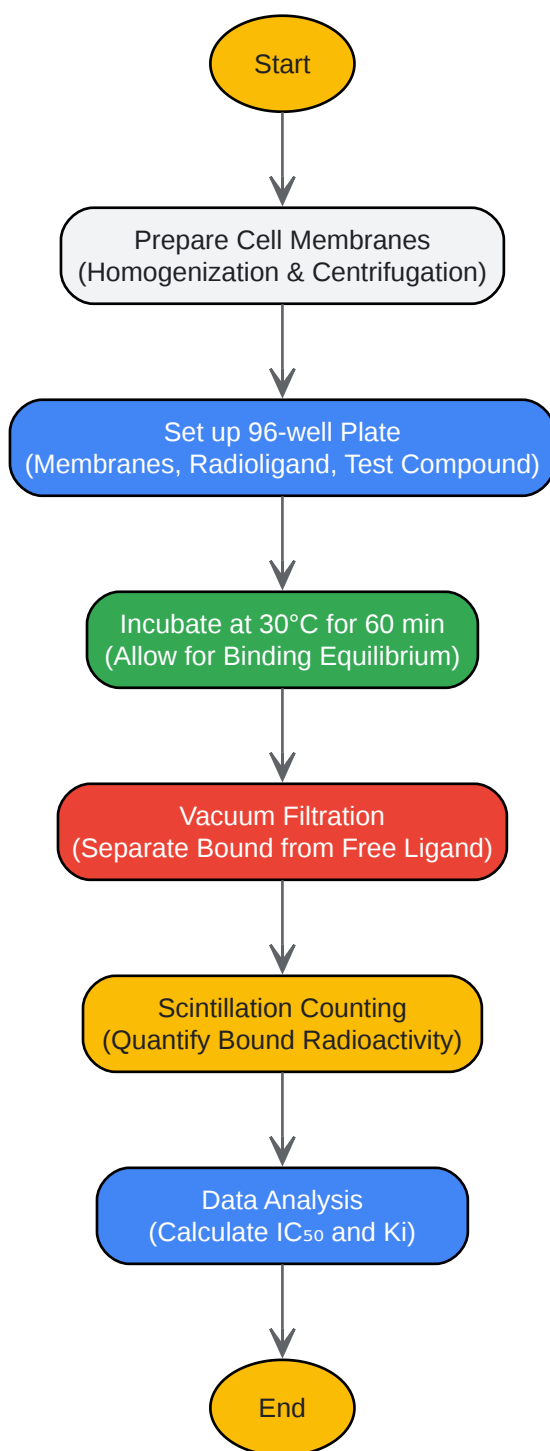 Start
Prepare Cell Membranes
(Homogenization & Centrifugation)
Set up 96-well Plate
(Membranes, Radioligand, Test Compound)
Incubate at 30°C for 60 min
(Allow for Binding Equilibrium)
Vacuum Filtration
(Separate Bound from Free Ligand)
Scintillation Counting
(Quantify Bound Radioactivity)
Data Analysis
(Calculate IC₅₀ and Ki)
End